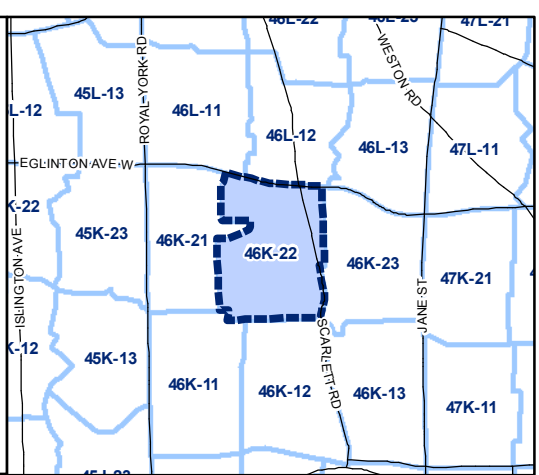 46L-22
47L-21
45L-13
ROYAL YORK RD
WESTON RD
L-12
46L-11
46L-12
46L-13
47L-11
EGLINTON AVE W
K-22
45K-23
46K-21
46K-22
46K-23
47K-21
ISLINGTON AVE
JANE ST
K-12
45K-13
SCARLETT RD
46K-11
46K-12
46K-13
47K-11